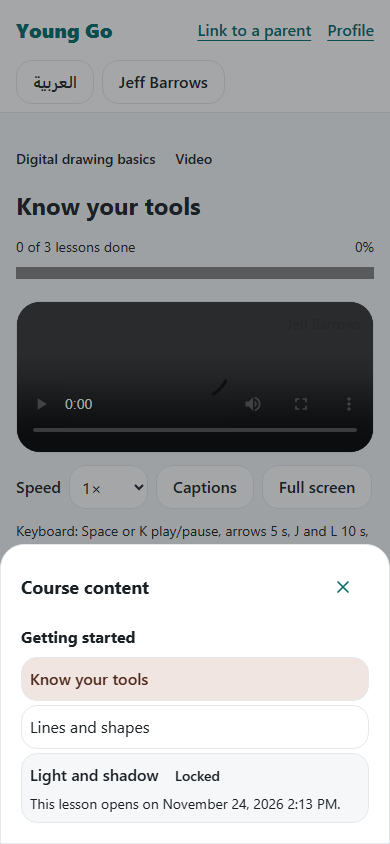 Young Go
Link to a parent
Profile
العربية
Jeff Barrows
Digital drawing basics
Video
Know your tools
0 of 3 lessons done
0%
Jeff Barrows
0:00
Speed
1×
Captions
Full screen
Keyboard: Space or K play/pause, arrows 5 s, J and L 10 s,
Course content
Getting started
Know your tools
Lines and shapes
Light and shadow
Locked
This lesson opens on November 24, 2026 2:13 PM.